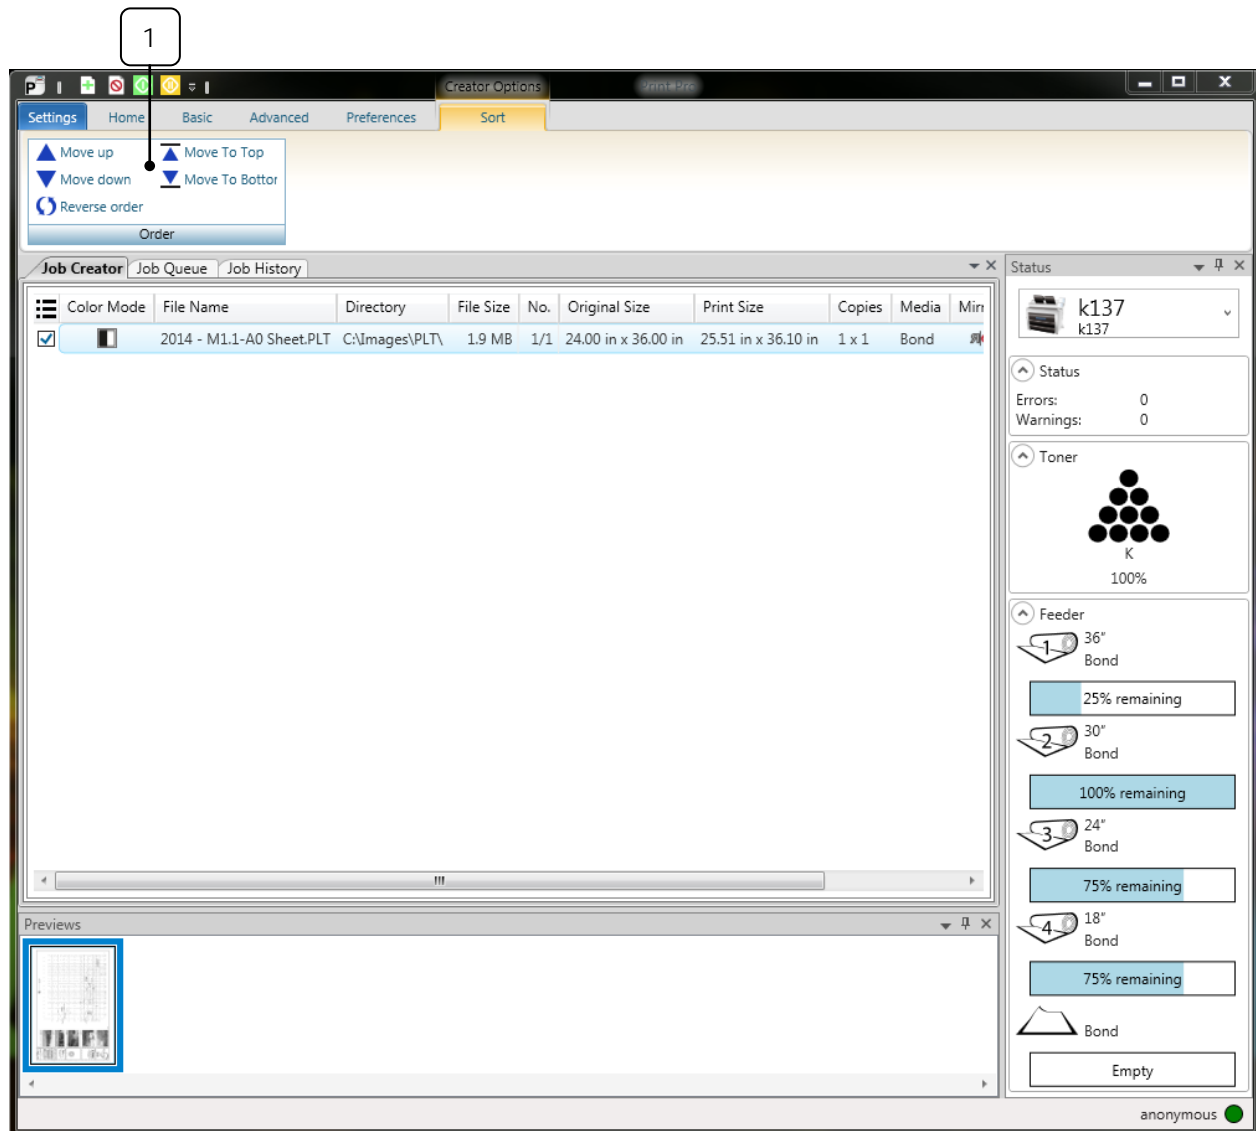 1
Creator Options
Print Pro
Settings Home Basic Advanced Preferences Sort
Move up Move To Top
Move down Move To Bottor
Reverse order
Order
Job Creator Job Queue Job History
Color Mode File Name Directory File Size No. Original Size Print Size Copies Media Mirr
2014 - M1.1-A0 Sheet.PLT C:\Images\PLT\ 1.9 MB 1/1 24.00 in x 36.00 in 25.51 in x 36.10 in 1 x 1 Bond
Previews
Status
k137
k137
Status
Errors: 0
Warnings: 0
Toner
K
100%
Feeder
1 36"
Bond
25% remaining
2 30"
Bond
100% remaining
3 24"
Bond
75% remaining
4 18"
Bond
75% remaining
Bond
Empty
anonymous